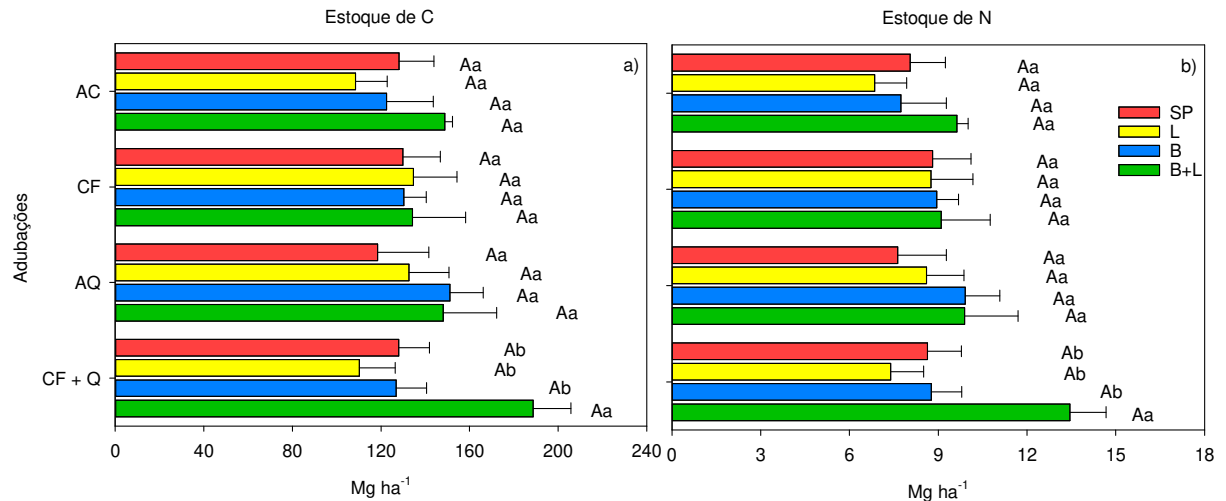 Estoque de C
Estoque de N
a)
b)
Adubações
AC
CF
AQ
CF + Q
Aa
Aa
Aa
Aa
Aa
Aa
Aa
Aa
Aa
Aa
Aa
Aa
Ab
Ab
Ab
Aa
Aa
Aa
Aa
Aa
Aa
Aa
Aa
Aa
Aa
Aa
Aa
Aa
Ab
Ab
Ab
Aa
SP
L
B
B+L
0 40 80 120 160 200 240
0 3 6 9 12 15 18
Mg ha⁻¹
Mg ha⁻¹